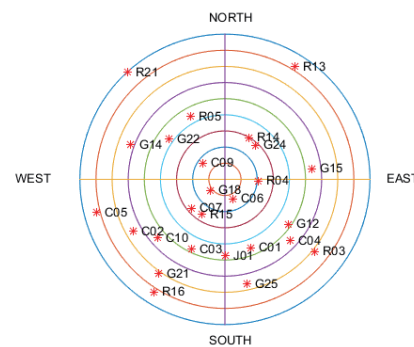 NORTH
R21
R13
R05
G22
R14
G14
G24
C09
G15
WEST
R04
EAST
G18
C06
C07
C05
R15
G12
C02
C10
C04
C03
C01
R03
J01
G21
G25
R16
SOUTH